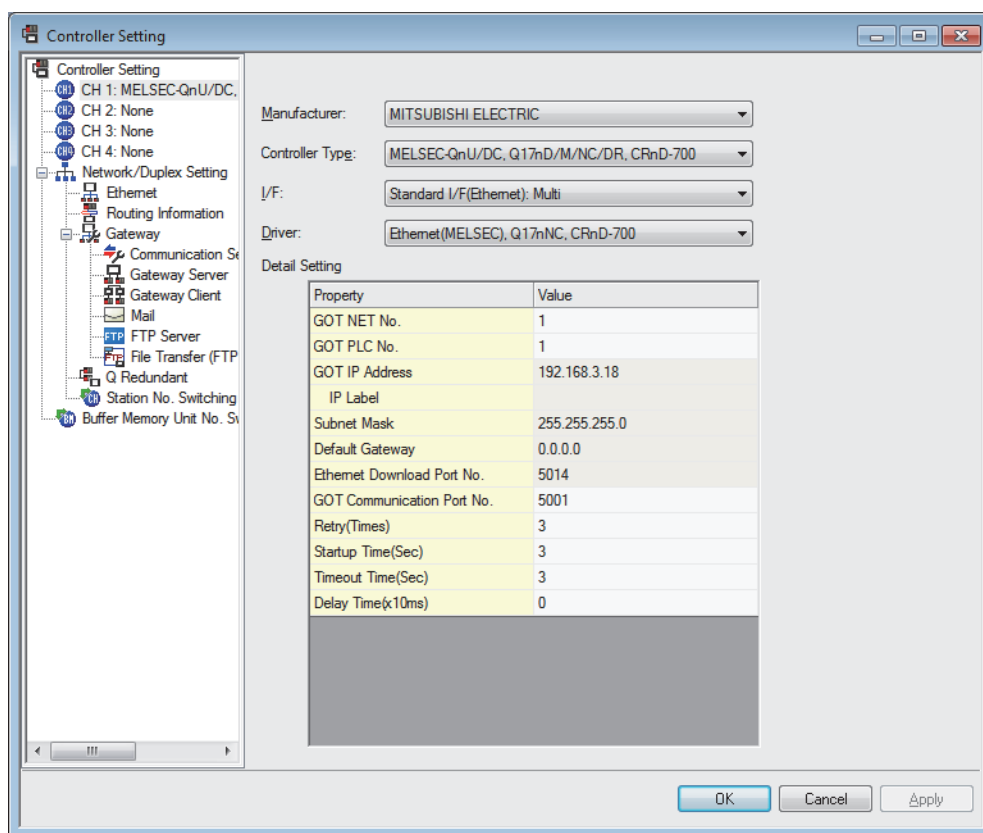 Controller Setting
Controller Setting
CH 1: MELSEC-QnU/DC,
CH 2: None
CH 3: None
CH 4: None
Network/Duplex Setting
Ethernet
Routing Information
Gateway
Communication Se
Gateway Server
Gateway Client
Mail
FTP Server
File Transfer (FTP
Q Redundant
Station No. Switching
Buffer Memory Unit No. Sw
Manufacturer: MITSUBISHI ELECTRIC
Controller Type: MELSEC-QnU/DC, Q17nD/M/NC/DR, CRnD-700
I/F: Standard I/F(Ethernet): Multi
Driver: Ethernet(MELSEC), Q17nNC, CRnD-700
Detail Setting
Property Value
GOT NET No. 1
GOT PLC No. 1
GOT IP Address 192.168.3.18
IP Label
Subnet Mask 255.255.255.0
Default Gateway 0.0.0.0
Ethernet Download Port No. 5014
GOT Communication Port No. 5001
Retry(Times) 3
Startup Time(Sec) 3
Timeout Time(Sec) 3
Delay Time(x10ms) 0
OK Cancel Apply